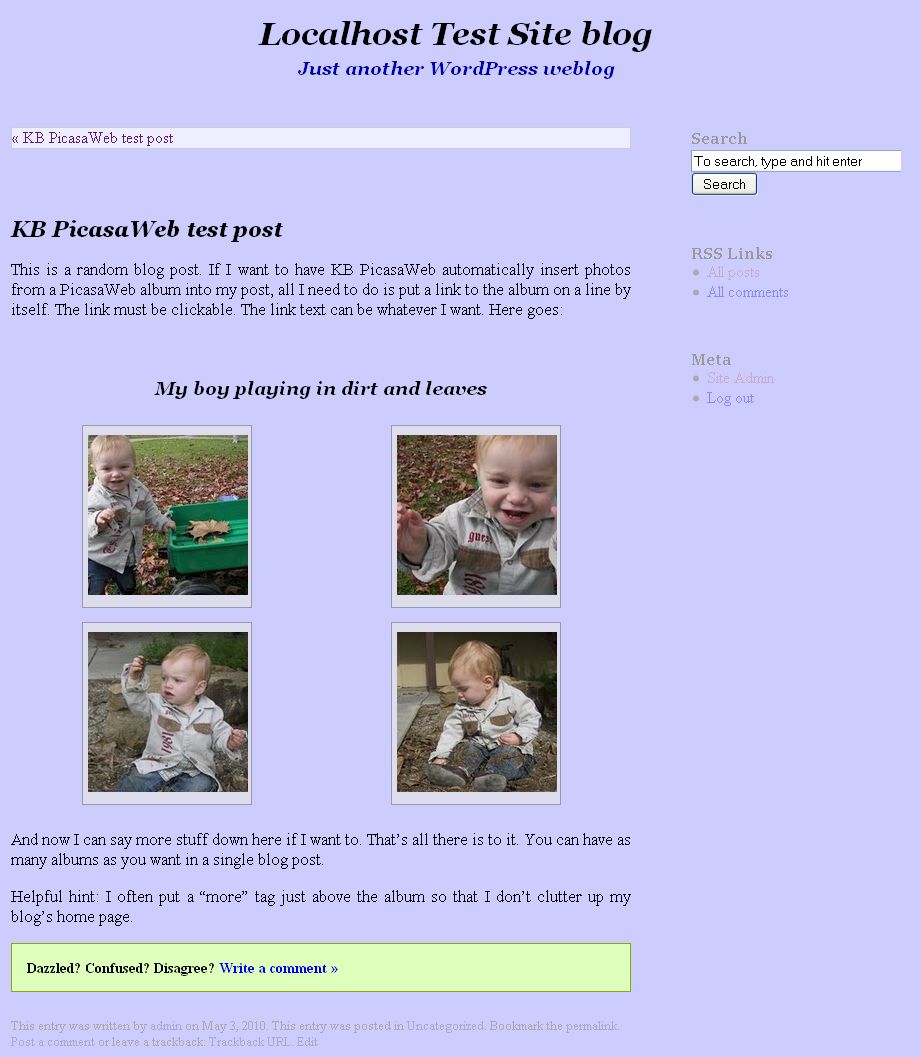 Localhost Test Site blog
Just another WordPress weblog
« KB PicasaWeb test post
KB PicasaWeb test post
This is a random blog post. If I want to have KB PicasaWeb automatically insert photos
from a PicasaWeb album into my post, all I need to do is put a link to the album on a line by
itself. The link must be clickable. The link text can be whatever I want. Here goes:
My boy playing in dirt and leaves
gues
1981
1981
And now I can say more stuff down here if I want to. That’s all there is to it. You can have as
many albums as you want in a single blog post.
Helpful hint: I often put a “more” tag just above the album so that I don’t clutter up my
blog’s home page.
Dazzled? Confused? Disagree? Write a comment »
This entry was written by admin on May 3, 2010. This entry was posted in Uncategorized. Bookmark the permalink.
Post a comment or leave a trackback: Trackback URL. Edit
Search
To search, type and hit enter
Search
RSS Links
• All posts
• All comments
Meta
• Site Admin
• Log out